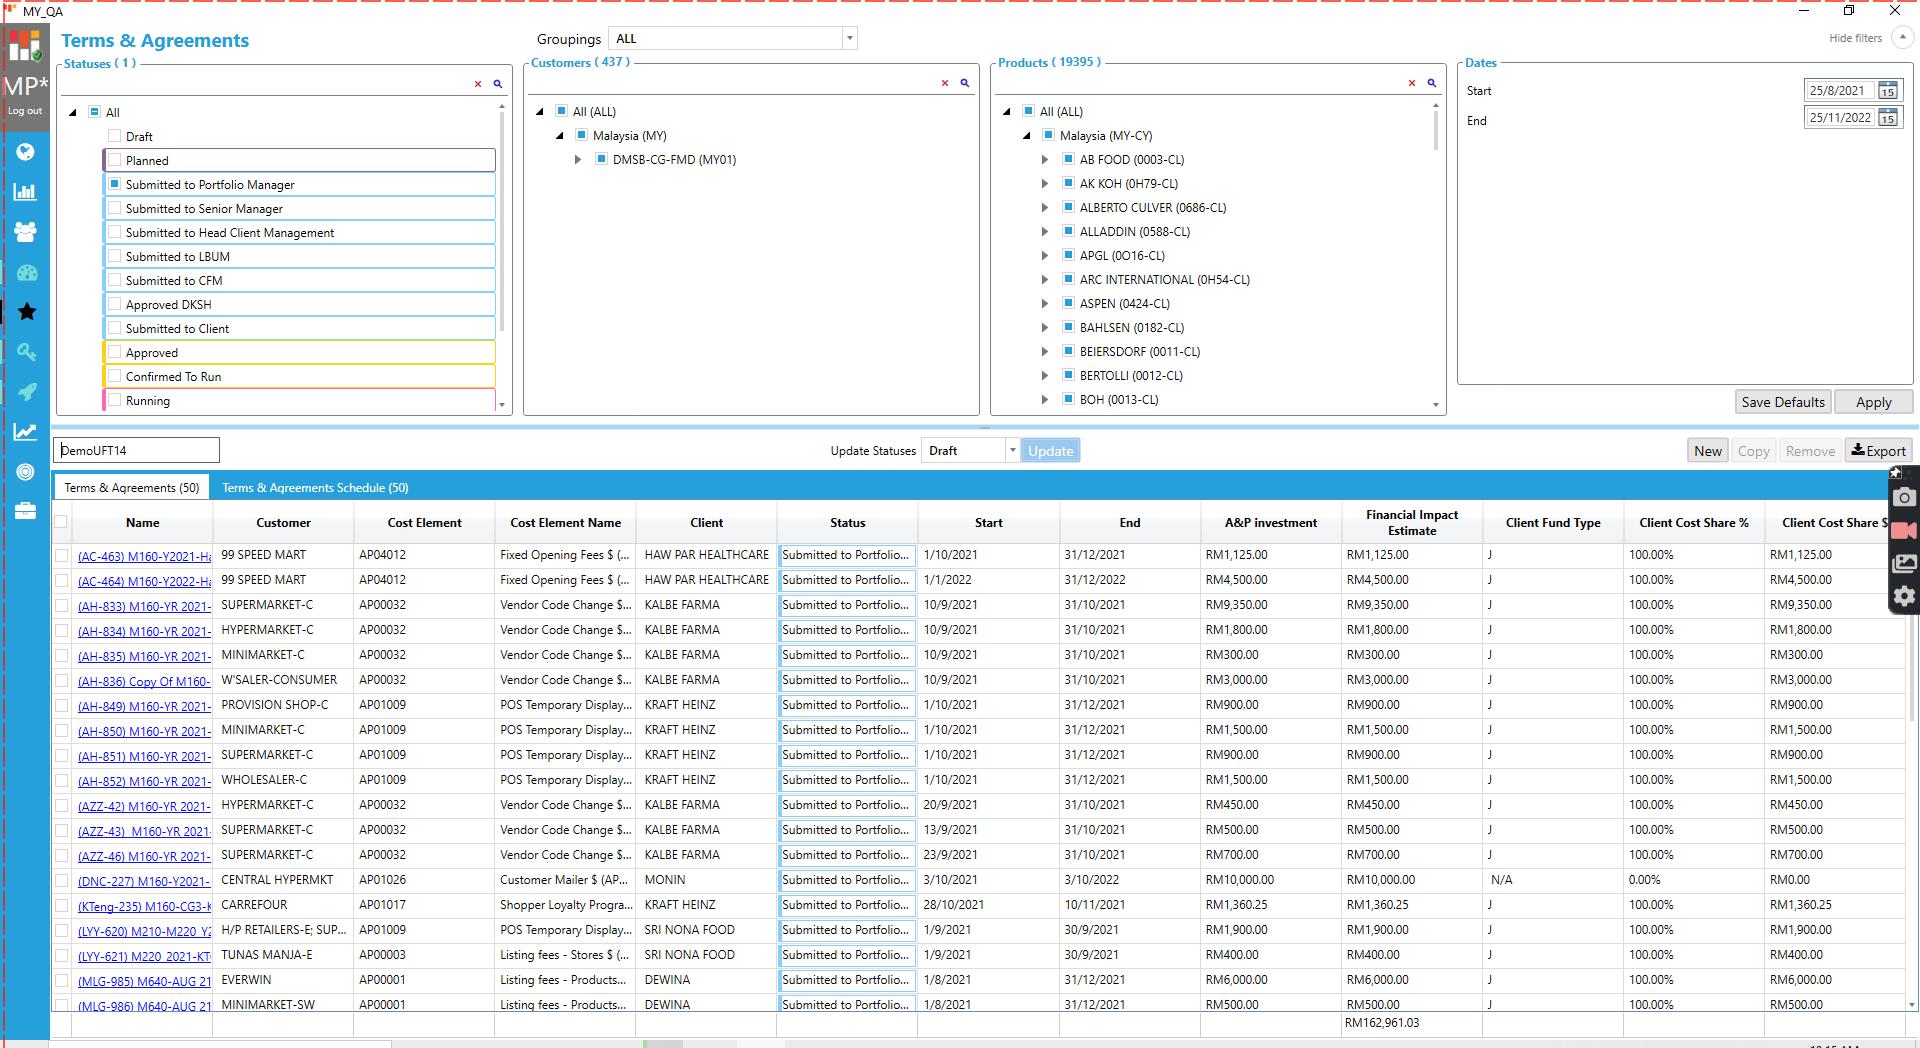 MY_QA
MP*
Log out
Terms & Agreements
Groupings ALL
Hide filters
Statuses ( 1 )
All
Draft
Planned
Submitted to Portfolio Manager
Submitted to Senior Manager
Submitted to Head Client Management
Submitted to LBUM
Submitted to CFM
Approved DKSH
Submitted to Client
Approved
Confirmed To Run
Running
Customers ( 437 )
All (ALL)
Malaysia (MY)
DMSB-CG-FMD (MY01)
Products ( 19395 )
All (ALL)
Malaysia (MY-CY)
AB FOOD (0003-CL)
AK KOH (0H79-CL)
ALBERTO CULVER (0686-CL)
ALLADDIN (0588-CL)
APGL (0O16-CL)
ARC INTERNATIONAL (0H54-CL)
ASPEN (0424-CL)
BAHLSEN (0182-CL)
BEIERSDORF (0011-CL)
BERTOLLI (0012-CL)
BOH (0013-CL)
Dates
Start 25/8/2021 15
End 25/11/2022 15
Save Defaults Apply
DemoUFT14
Update Statuses Draft Update
New Copy Remove Export
Terms & Agreements (50) Terms & Agreements Schedule (50)
Name Customer Cost Element Cost Element Name Client Status Start End A&P investment Financial Impact Estimate Client Fund Type Client Cost Share % Client Cost Share $
(AC-463) M160-Y2021-Ha 99 SPEED MART AP04012 Fixed Opening Fees $ (... HAW PAR HEALTHCARE Submitted to Portfolio... 1/10/2021 31/12/2021 RM1,125.00 RM1,125.00 J 100.00% RM1,125.00
(AC-464) M160-Y2022-Ha 99 SPEED MART AP04012 Fixed Opening Fees $ (... HAW PAR HEALTHCARE Submitted to Portfolio... 1/1/2022 31/12/2022 RM4,500.00 RM4,500.00 J 100.00% RM4,500.00
(AH-833) M160-YR 2021- SUPERMARKET-C AP00032 Vendor Code Change $... KALBE FARMA Submitted to Portfolio... 10/9/2021 31/10/2021 RM9,350.00 RM9,350.00 J 100.00% RM9,350.00
(AH-834) M160-YR 2021- HYPERMARKET-C AP00032 Vendor Code Change $... KALBE FARMA Submitted to Portfolio... 10/9/2021 31/10/2021 RM1,800.00 RM1,800.00 J 100.00% RM1,800.00
(AH-835) M160-YR 2021- MINIMARKET-C AP00032 Vendor Code Change $... KALBE FARMA Submitted to Portfolio... 10/9/2021 31/10/2021 RM300.00 RM300.00 J 100.00% RM300.00
(AH-836) Copy Of M160- W'SALER-CONSUMER AP00032 Vendor Code Change $... KALBE FARMA Submitted to Portfolio... 10/9/2021 31/10/2021 RM3,000.00 RM3,000.00 J 100.00% RM3,000.00
(AH-849) M160-YR 2021- PROVISION SHOP-C AP01009 POS Temporary Display... KRAFT HEINZ Submitted to Portfolio... 1/10/2021 31/12/2021 RM900.00 RM900.00 J 100.00% RM900.00
(AH-850) M160-YR 2021- MINIMARKET-C AP01009 POS Temporary Display... KRAFT HEINZ Submitted to Portfolio... 1/10/2021 31/12/2021 RM1,500.00 RM1,500.00 J 100.00% RM1,500.00
(AH-851) M160-YR 2021- SUPERMARKET-C AP01009 POS Temporary Display... KRAFT HEINZ Submitted to Portfolio... 1/10/2021 31/12/2021 RM900.00 RM900.00 J 100.00% RM900.00
(AH-852) M160-YR 2021- WHOLESALER-C AP01009 POS Temporary Display... KRAFT HEINZ Submitted to Portfolio... 1/10/2021 31/12/2021 RM1,500.00 RM1,500.00 J 100.00% RM1,500.00
(AZZ-42) M160-YR 2021- HYPERMARKET-C AP00032 Vendor Code Change $... KALBE FARMA Submitted to Portfolio... 20/9/2021 31/10/2021 RM450.00 RM450.00 J 100.00% RM450.00
(AZZ-43) M160-YR 2021- SUPERMARKET-C AP00032 Vendor Code Change $... KALBE FARMA Submitted to Portfolio... 13/9/2021 31/10/2021 RM500.00 RM500.00 J 100.00% RM500.00
(AZZ-46) M160-YR 2021- SUPERMARKET-C AP00032 Vendor Code Change $... KALBE FARMA Submitted to Portfolio... 23/9/2021 31/10/2021 RM700.00 RM700.00 J 100.00% RM700.00
(DNC-227) M160-Y2021- CENTRAL HYPERMKT AP01026 Customer Mailer $ (AP... MONIN Submitted to Portfolio... 3/10/2021 3/10/2022 RM10,000.00 RM10,000.00 N/A 0.00% RM0.00
(KTeng-235) M160-CG3-K CARREFOUR AP01017 Shopper Loyalty Progra... KRAFT HEINZ Submitted to Portfolio... 28/10/2021 10/11/2021 RM1,360.25 RM1,360.25 J 100.00% RM1,360.25
(LYY-620) M210-M220 Y2 H/P RETAILERS-E; SUP... AP01009 POS Temporary Display... SRI NONA FOOD Submitted to Portfolio... 1/9/2021 30/9/2021 RM1,900.00 RM1,900.00 J 100.00% RM1,900.00
(LYY-621) M220 2021-KT TUNAS MANJA-E AP00003 Listing fees - Stores $ (... SRI NONA FOOD Submitted to Portfolio... 1/9/2021 30/9/2021 RM400.00 RM400.00 J 100.00% RM400.00
(MLG-985) M640-AUG 21 EVERWIN AP00001 Listing fees - Products... DEWINA Submitted to Portfolio... 1/8/2021 31/12/2021 RM6,000.00 RM6,000.00 J 100.00% RM6,000.00
(MLG-986) M640-AUG 21 MINIMARKET-SW AP00001 Listing fees - Products... DEWINA Submitted to Portfolio... 1/8/2021 31/12/2021 RM500.00 RM500.00 J 100.00% RM500.00
RM162,961.03